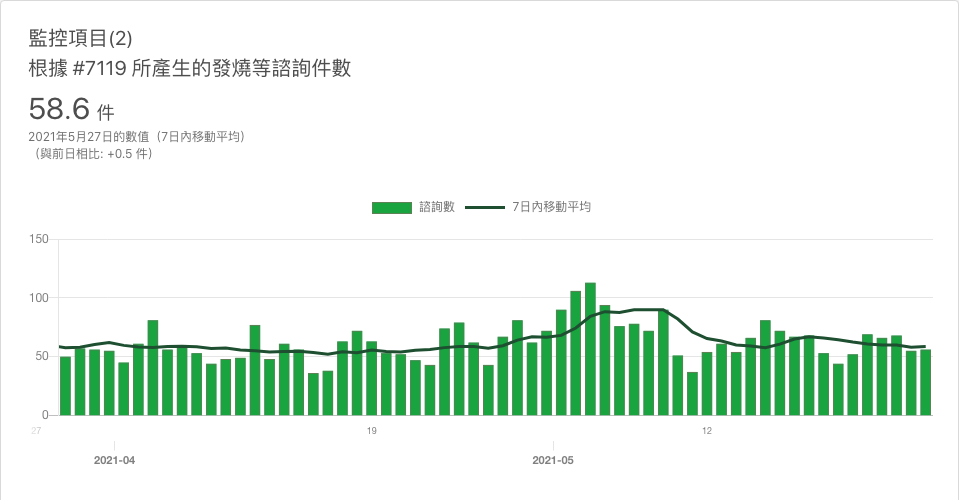 監控項目(2)
根據 #7119 所產生的發燒等諮詢件數
58.6 件
2021年5月27日的數值（7日內移動平均）
（與前日相比: +0.5 件）
諮詢數 7日內移動平均
150
100
50
0
27 19 12
2021-04 2021-05